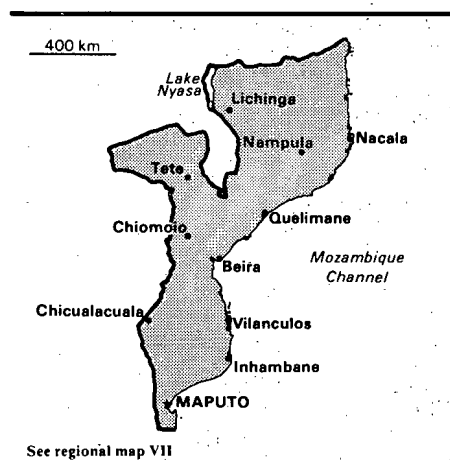 400 km
Lake
Nyasa
Lichinga
Nampula
Nacala
Tete
Quelimane
Chiomoio
Mozambique
Channel
Beira
Chicualacuala
Vilanculos
Inhambane
MAPUTO
See regional map VII